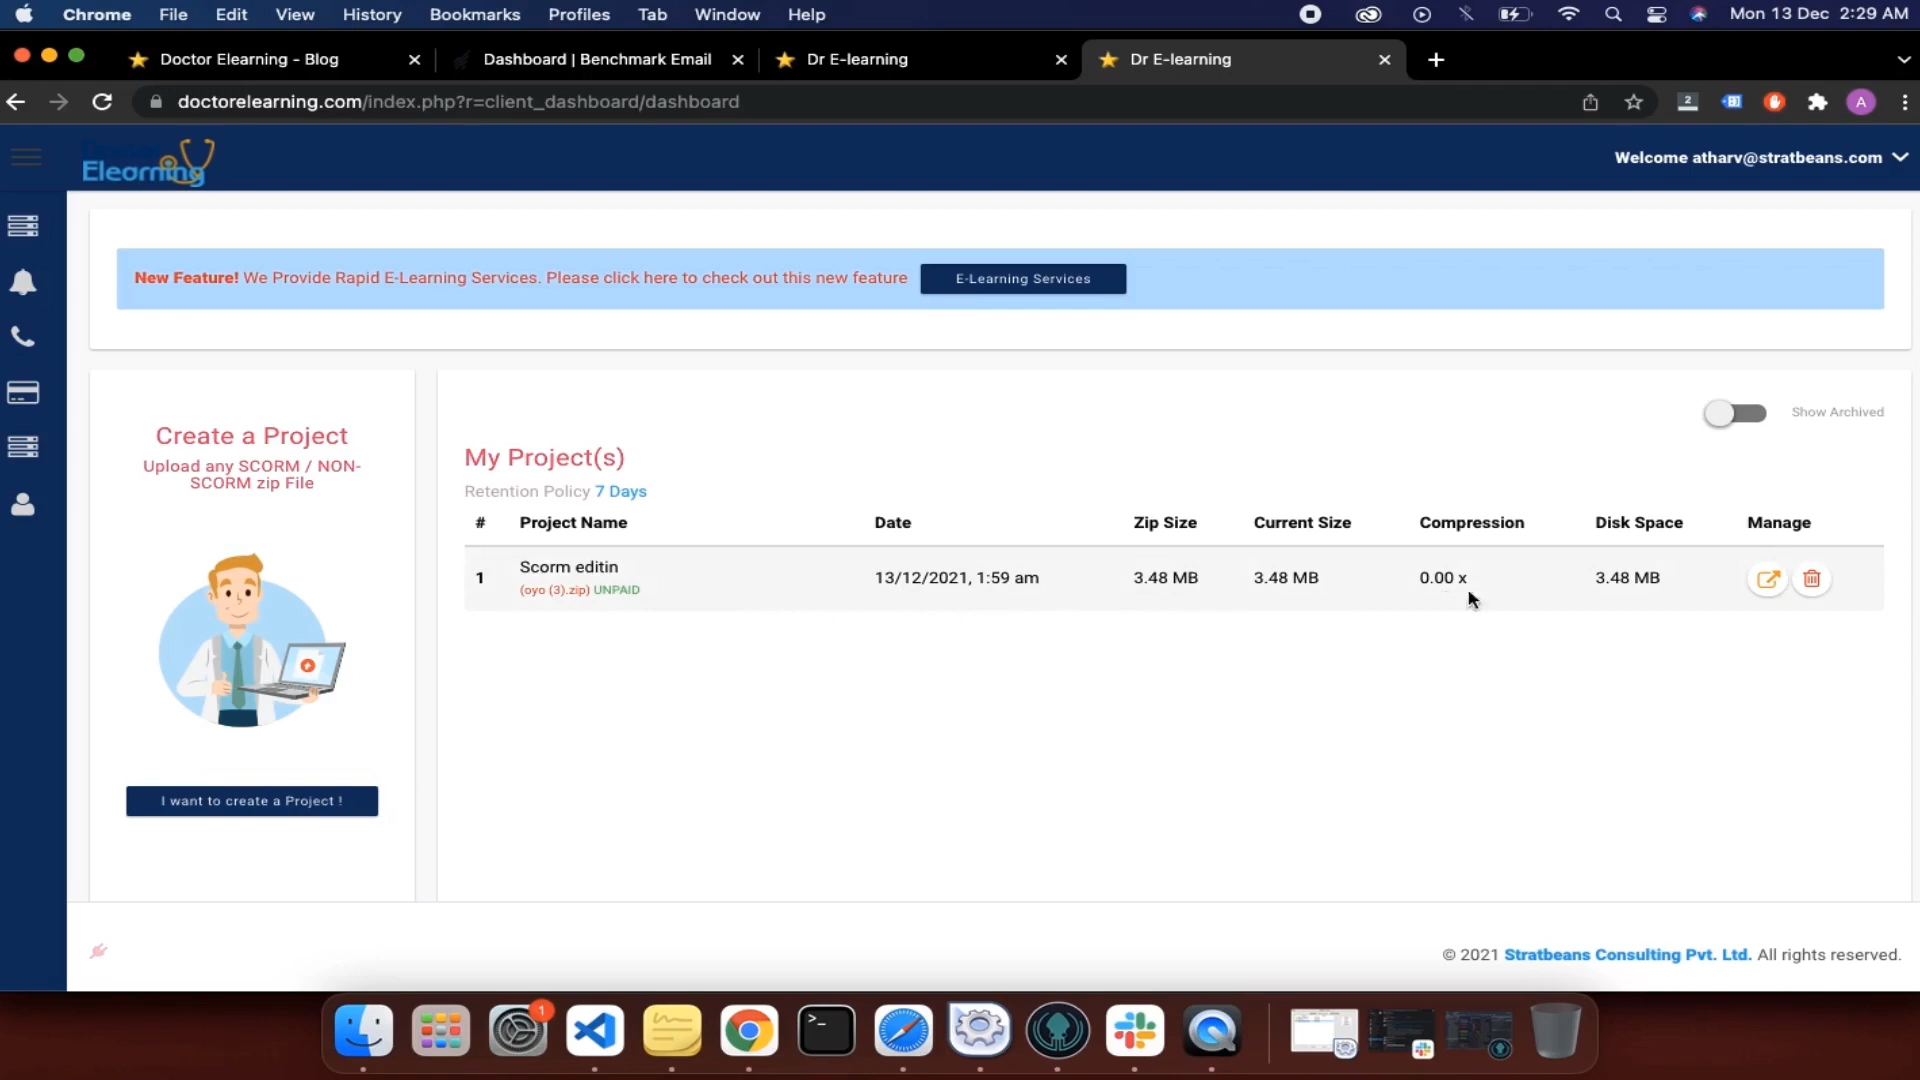 Chrome File Edit View History Bookmarks Profiles Tab Window Help Mon 13 Dec 2:29 AM
Doctor Elearning - Blog Dashboard | Benchmark Email Dr E-learning Dr E-learning
doctorelearning.com/index.php?r=client_dashboard/dashboard 2 A
Elearning
Welcome atharv@stratbeans.com
New Feature! We Provide Rapid E-Learning Services. Please click here to check out this new feature E-Learning Services
Create a Project
Upload any SCORM / NON-
SCORM zip File
I want to create a Project !
Show Archived
My Project(s)
Retention Policy 7 Days
# Project Name Date Zip Size Current Size Compression Disk Space Manage
1 Scorm editin 13/12/2021, 1:59 am 3.48 MB 3.48 MB 0.00 x 3.48 MB
(oyo (3).zip) UNPAID
© 2021 Stratbeans Consulting Pvt. Ltd. All rights reserved.
1